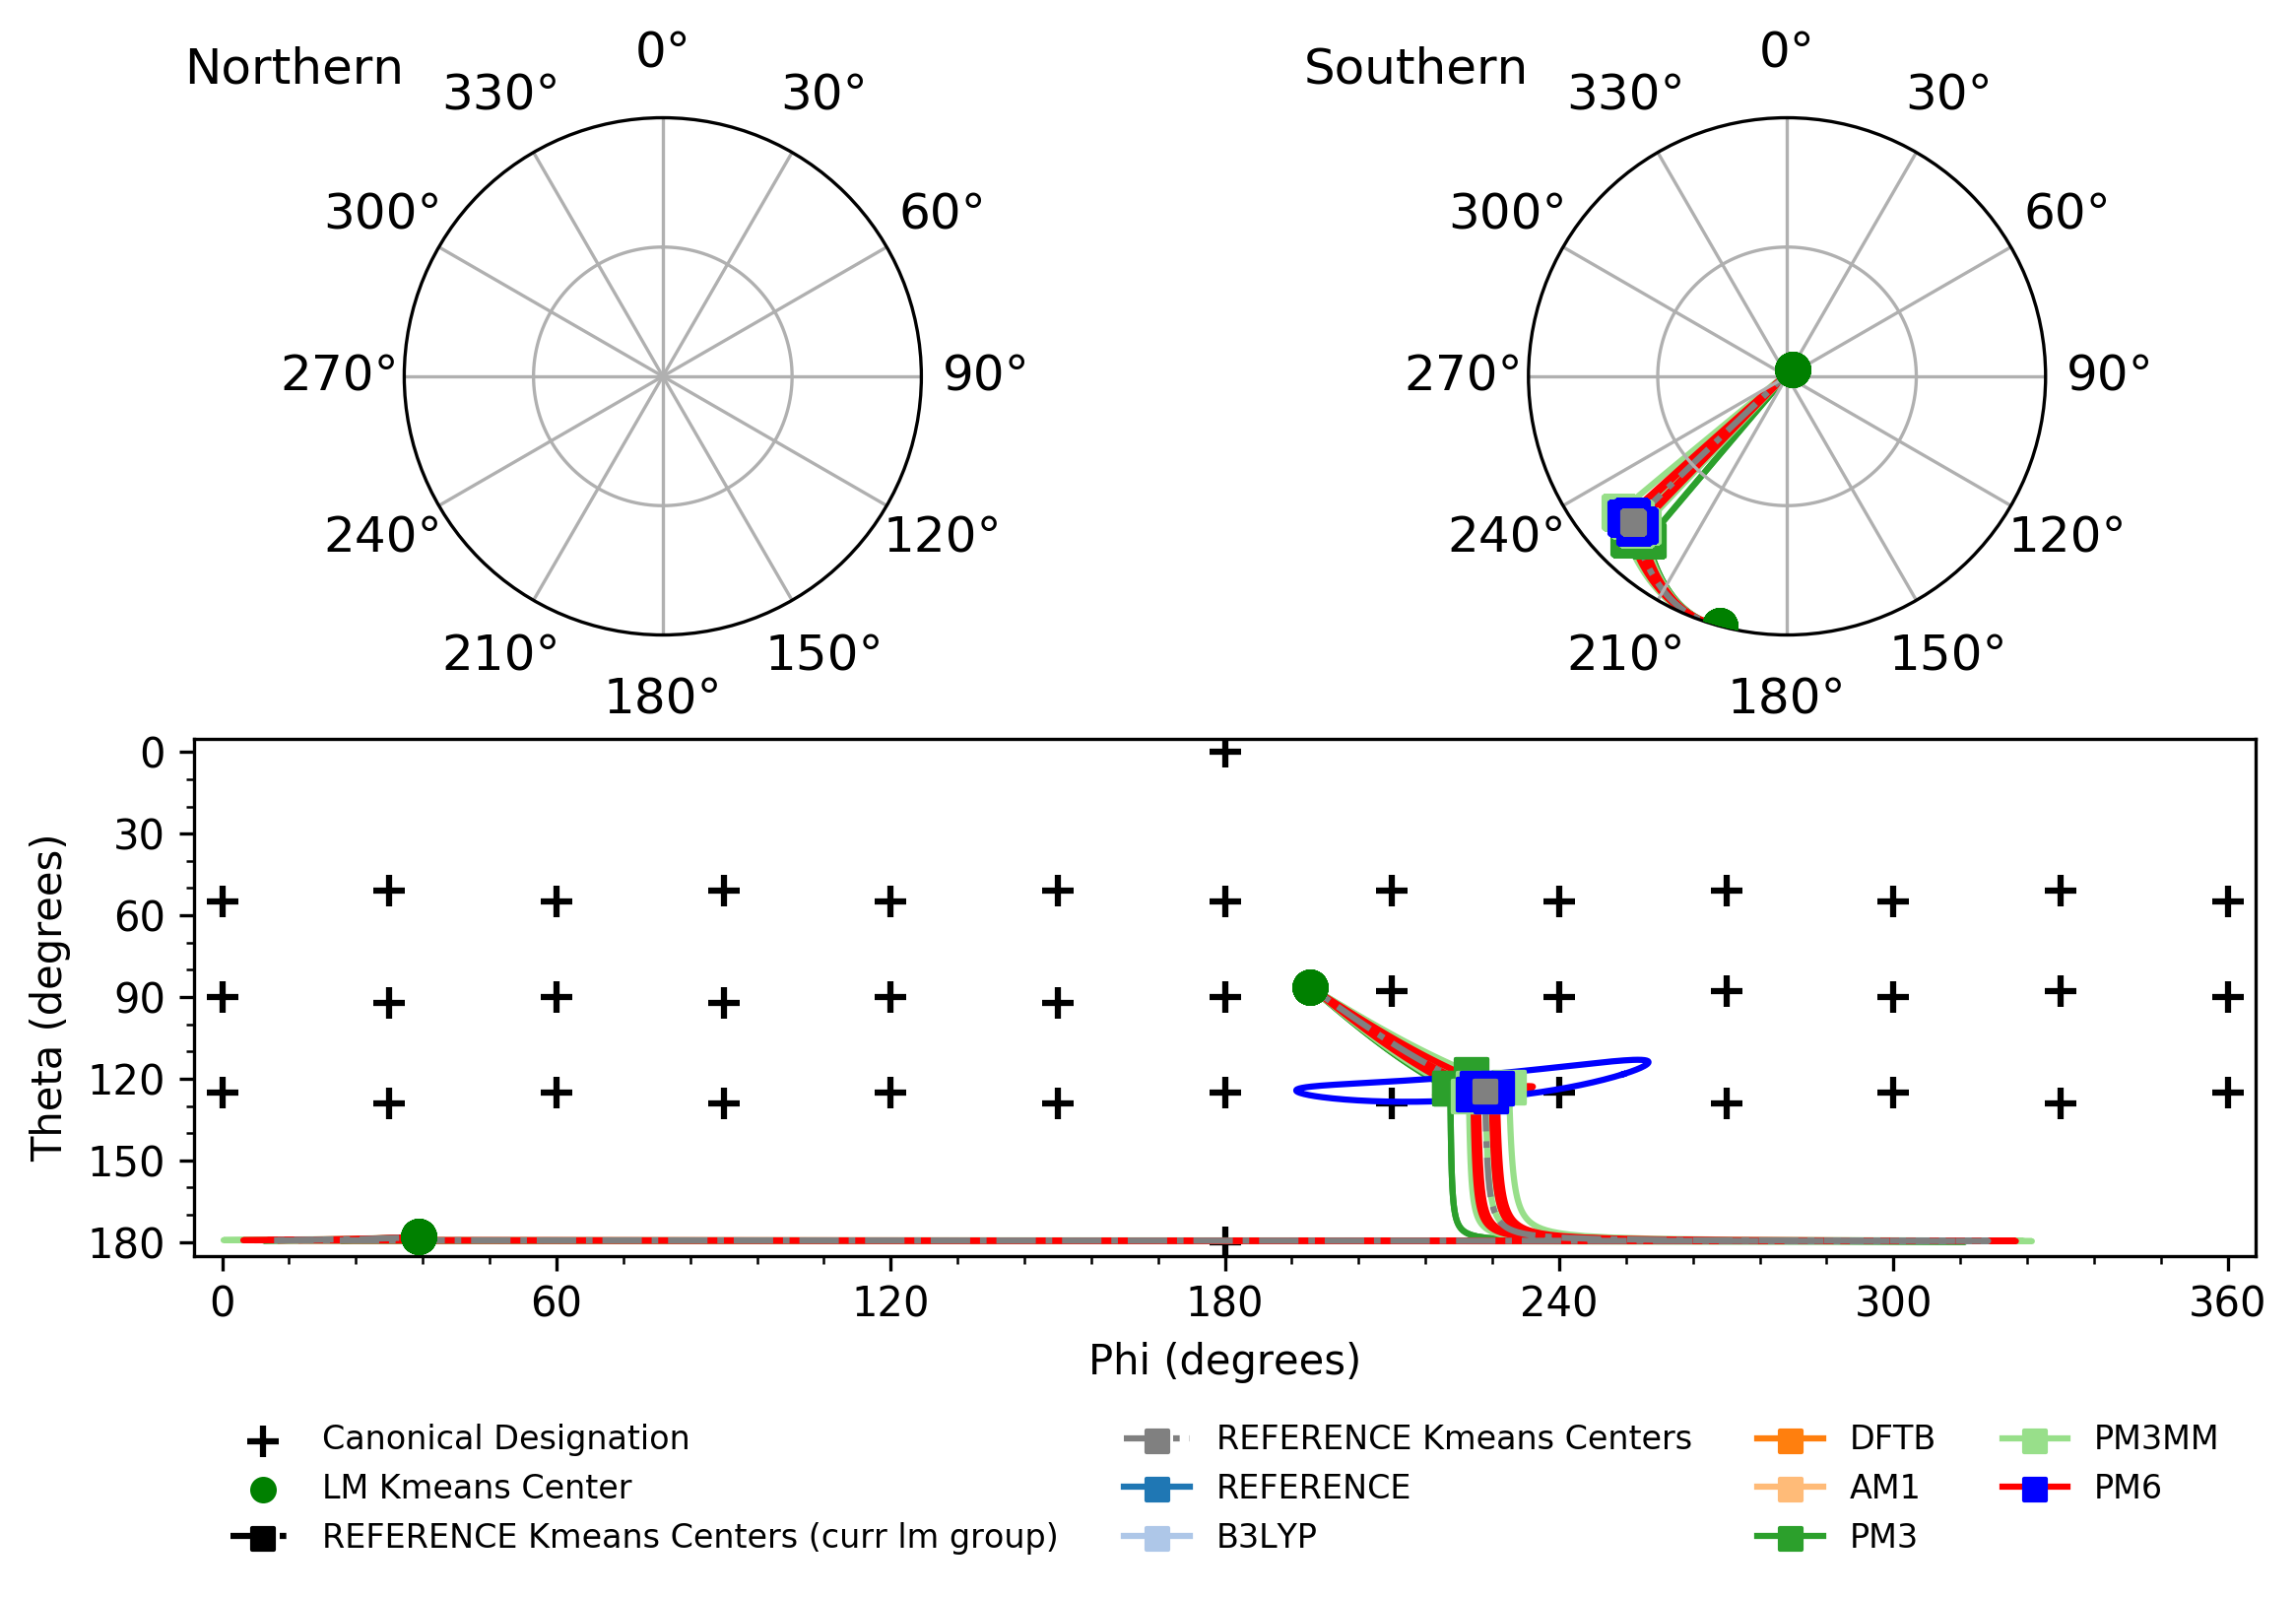 Northern
0°
330°
30°
300°
60°
270°
90°
240°
120°
210°
150°
180°
Southern
0°
330°
30°
300°
60°
270°
90°
240°
120°
210°
150°
180°
Theta (degrees)
0
30
60
90
120
150
180
0 60 120 180 240 300 360
Phi (degrees)
Canonical Designation
LM Kmeans Center
REFERENCE Kmeans Centers (curr lm group)
REFERENCE Kmeans Centers
REFERENCE
B3LYP
DFTB
AM1
PM3
PM3MM
PM6